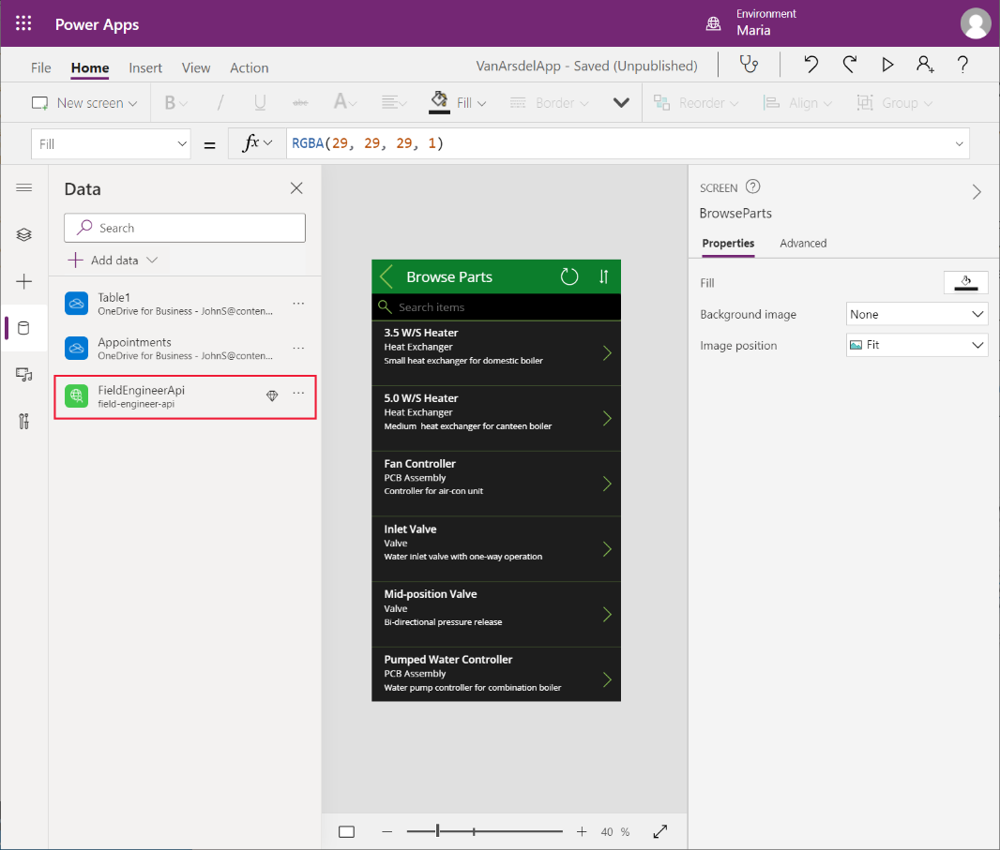 Power Apps
Environment
Maria
File Home Insert View Action
VanArsdelApp - Saved (Unpublished)
New screen B / U abc A Fill Border Reorder Align Group
Fill = fx RGBA(29, 29, 29, 1)
Data
Search
Add data
Table1
OneDrive for Business - JohnS@conten...
Appointments
OneDrive for Business - JohnS@conten...
FieldEngineerApi
field-engineer-api
Browse Parts
Search items
3.5 W/S Heater
Heat Exchanger
Small heat exchanger for domestic boiler
5.0 W/S Heater
Heat Exchanger
Medium heat exchanger for canteen boiler
Fan Controller
PCB Assembly
Controller for air-con unit
Inlet Valve
Valve
Water inlet valve with one-way operation
Mid-position Valve
Valve
Bi-directional pressure release
Pumped Water Controller
PCB Assembly
Water pump controller for combination boiler
40 %
SCREEN
BrowseParts
Properties Advanced
Fill
Background image None
Image position Fit